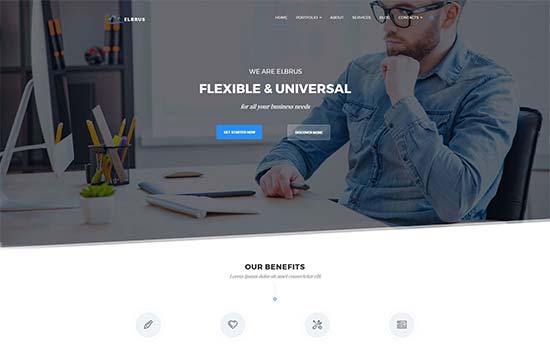 ELBRUS
HOME PORTFOLIO ABOUT SERVICES BLOG CONTACTS
WE ARE ELBRUS
FLEXIBLE & UNIVERSAL
for all your business needs
GET STARTED NOW DISCOVER MORE
OUR BENEFITS
Lorem ipsum dolor sit amet consectetur elit